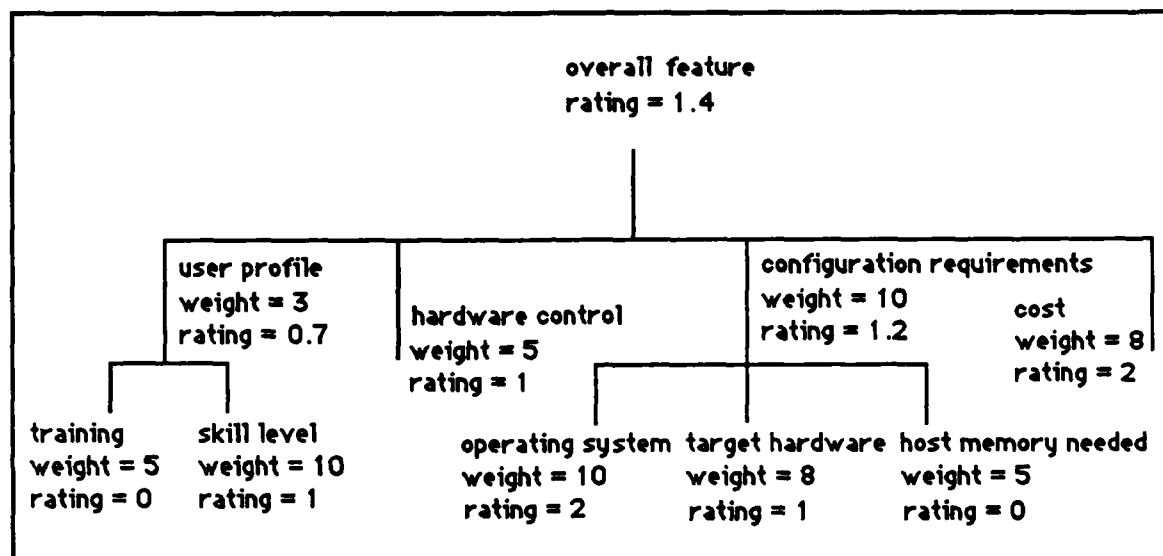 overall feature
rating = 1.4
user profile
weight = 3
rating = 0.7
hardware control
weight = 5
rating = 1
configuration requirements
weight = 10
rating = 1.2
cost
weight = 8
rating = 2
training
weight = 5
rating = 0
skill level
weight = 10
rating = 1
operating system
weight = 10
rating = 2
target hardware
weight = 8
rating = 1
host memory needed
weight = 5
rating = 0